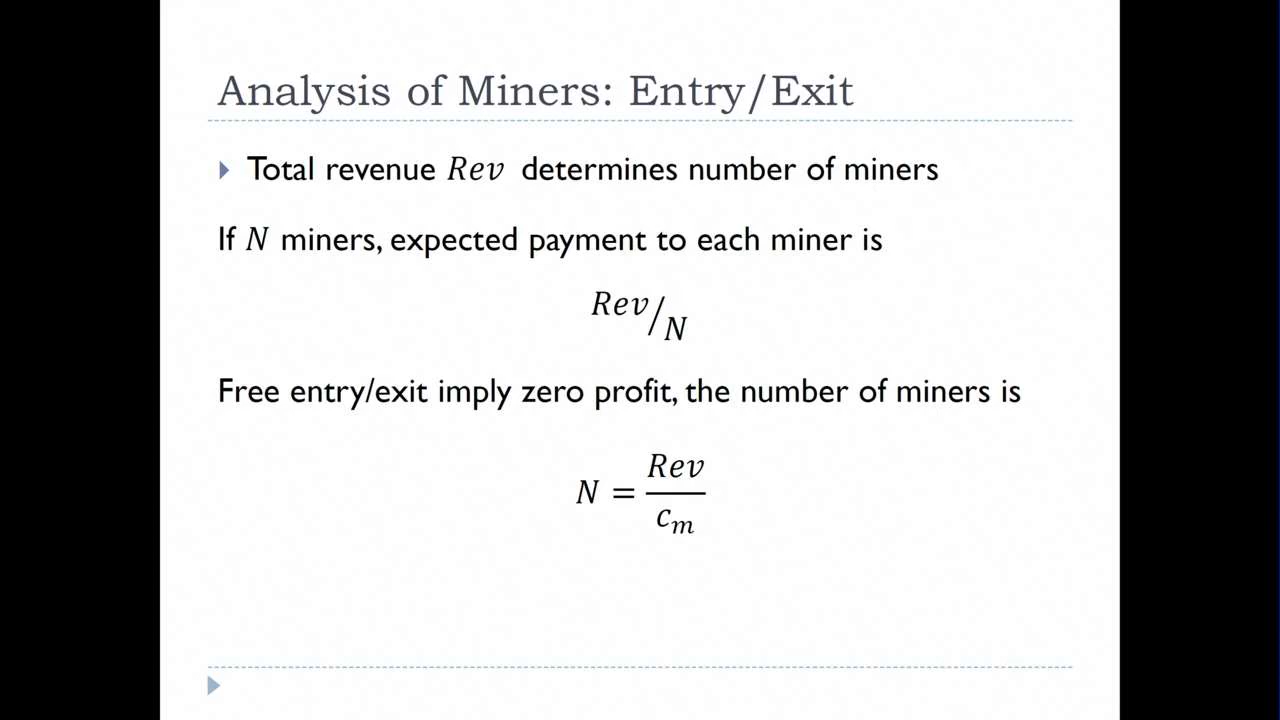 Analysis of Miners: Entry/Exit
Total revenue Rev determines number of miners
If N miners, expected payment to each miner is
Rev/N
Free entry/exit imply zero profit, the number of miners is
N = Rev/c_m